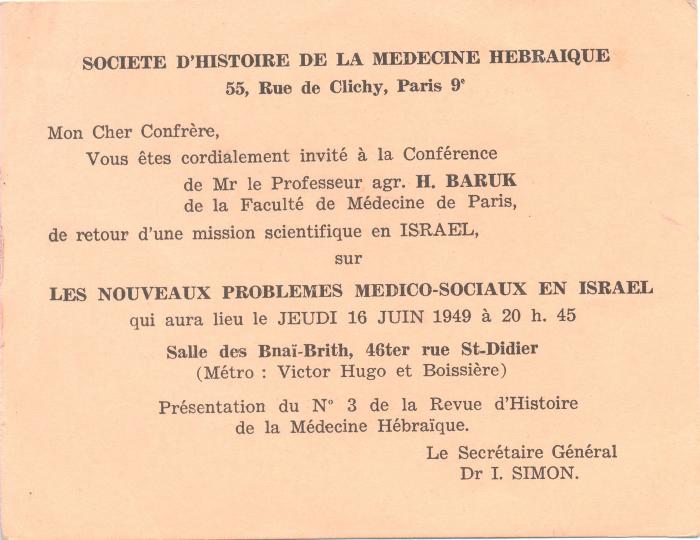 SOCIETE D'HISTOIRE DE LA MEDECINE HEBRAIQUE
55, Rue de Clichy, Paris 9e
Mon Cher Confrère,
Vous êtes cordialement invité à la Conférence
de Mr le Professeur agr. H. BARUK
de la Faculté de Médecine de Paris,
de retour d'une mission scientifique en ISRAEL,
sur
LES NOUVEAUX PROBLEMES MEDICO-SOCIAUX EN ISRAEL
qui aura lieu le JEUDI 16 JUIN 1949 à 20 h. 45
Salle des Bnaï-Brith, 46ter rue St-Didier
(Métro : Victor Hugo et Boissière)
Présentation du N° 3 de la Revue d'Histoire
de la Médecine Hébraïque.
Le Secrétaire Général
Dr I. SIMON.